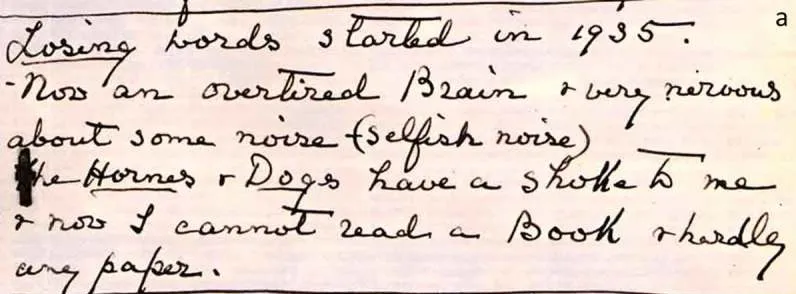 a
Losing words started in 1935.
- Now an overtired Brain & very nervous
about some noise (selfish noise)
the Hornes & Dogs have a shoke to me
& now I cannot read a Book & hardly
any paper.